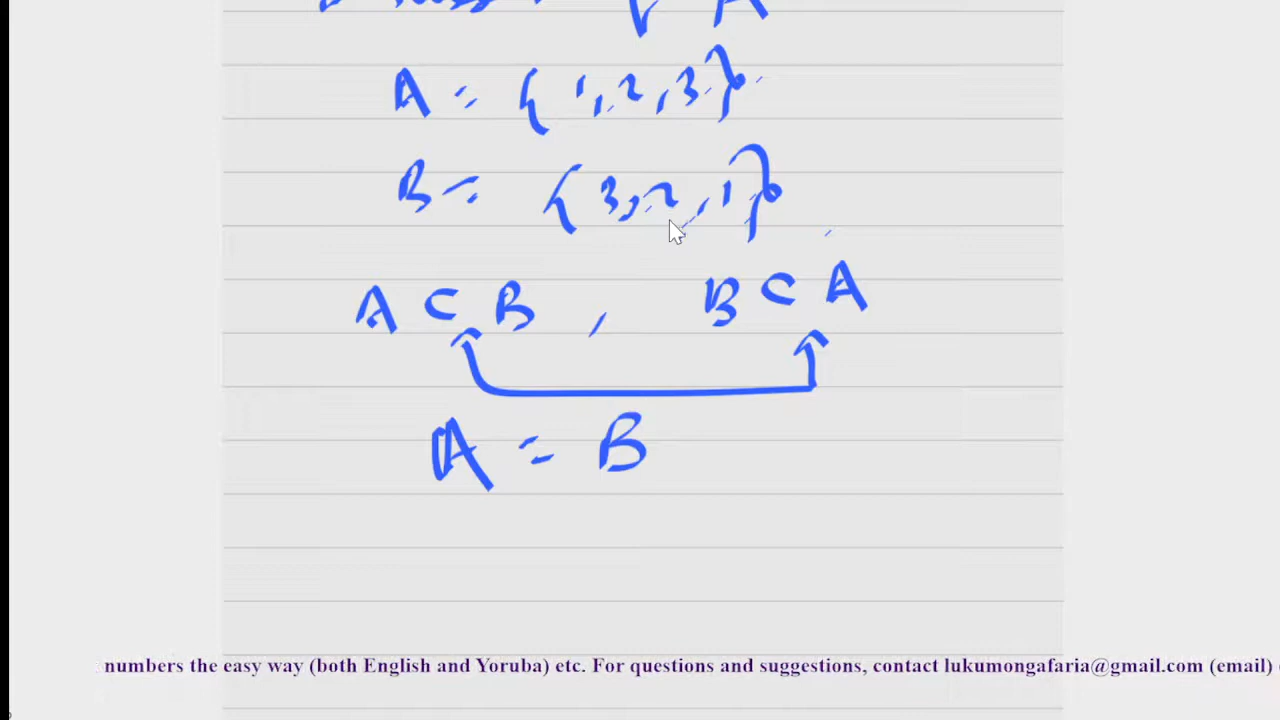 A = {1, 2, 3}
B = {3, 2, 1}
A ⊂ B , B ⊂ A
A = B
numbers the easy way (both English and Yoruba) etc. For questions and suggestions, contact lukumongafaria@gmail.com (email)